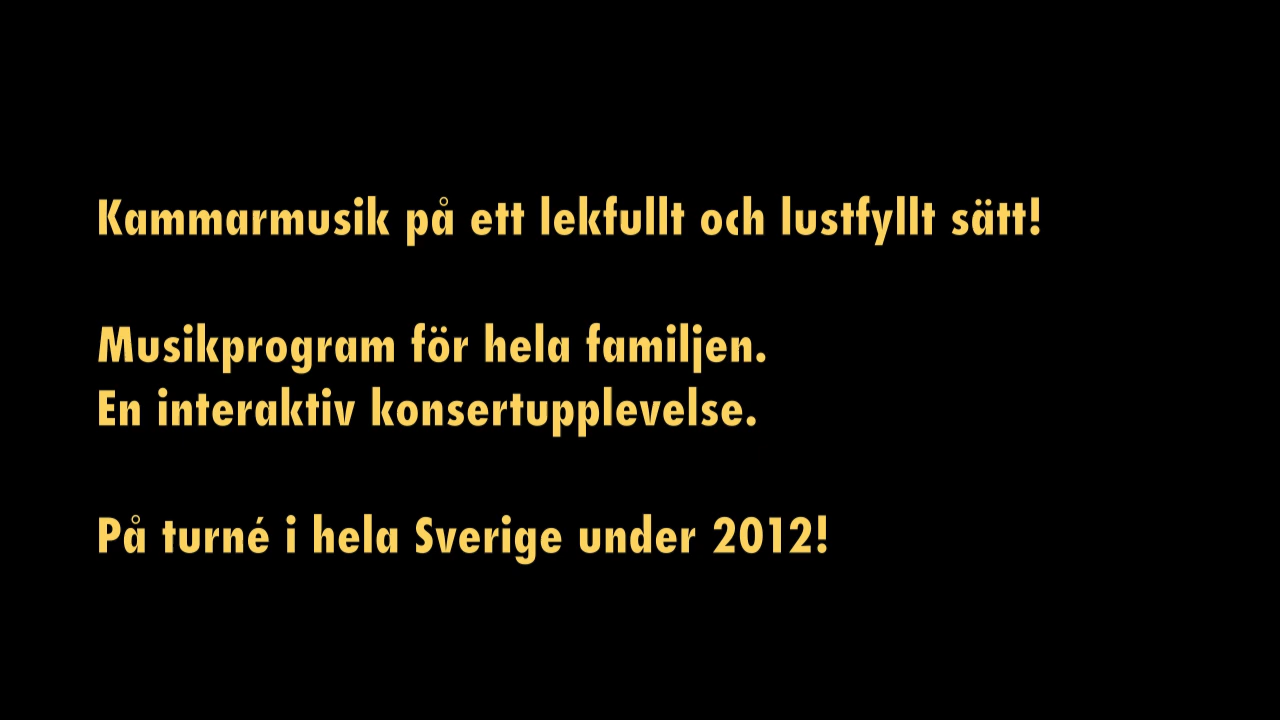 Kammarmusik på ett lekfullt och lustfyllt sätt!
Musikprogram för hela familjen.
En interaktiv konsertupplevelse.
På turné i hela Sverige under 2012!